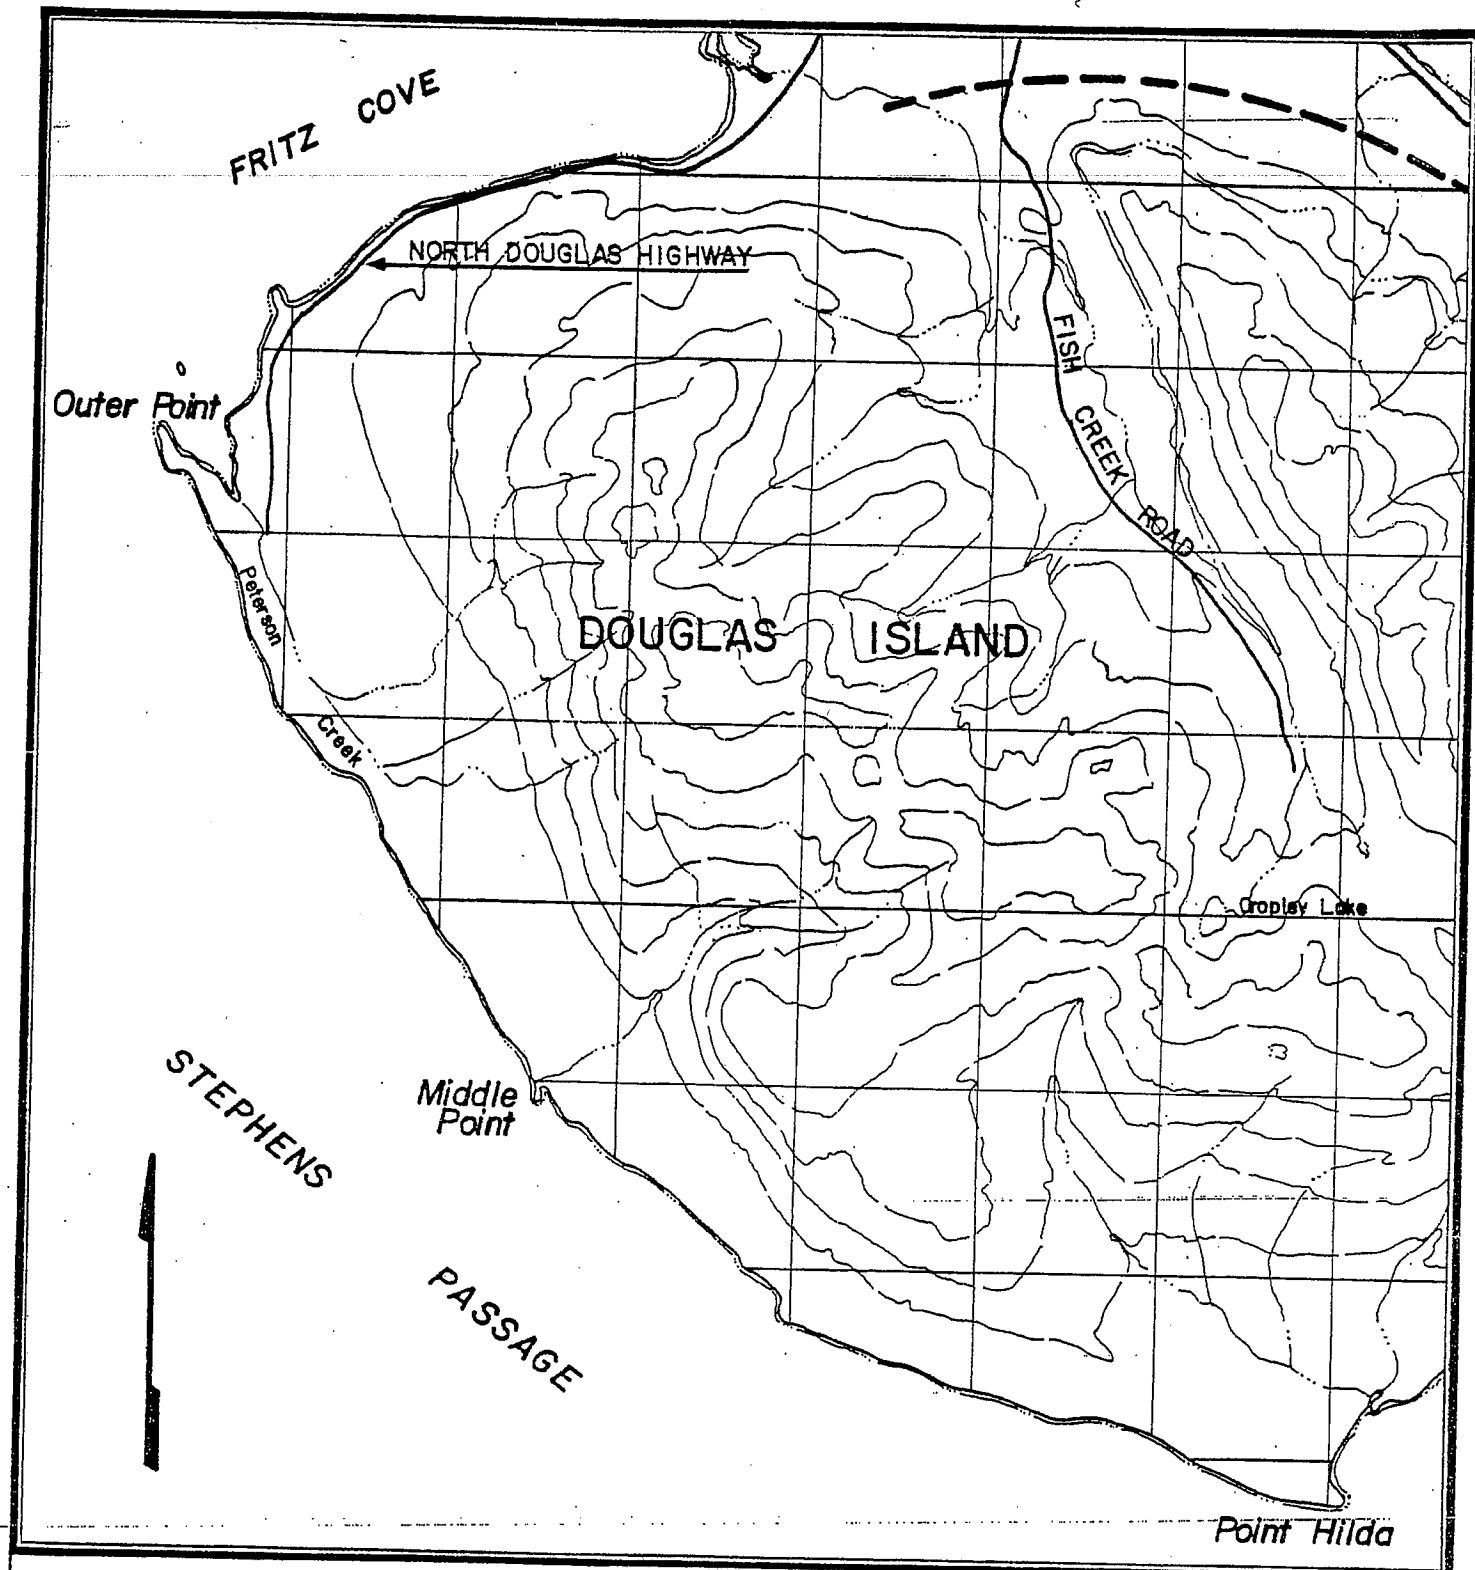 FRITZ COVE
NORTH DOUGLAS HIGHWAY
FISH CREEK ROAD
Outer Point
Peterson Creek
DOUGLAS ISLAND
Cropley Lake
Middle
Point
STEPHENS PASSAGE
Point Hilda